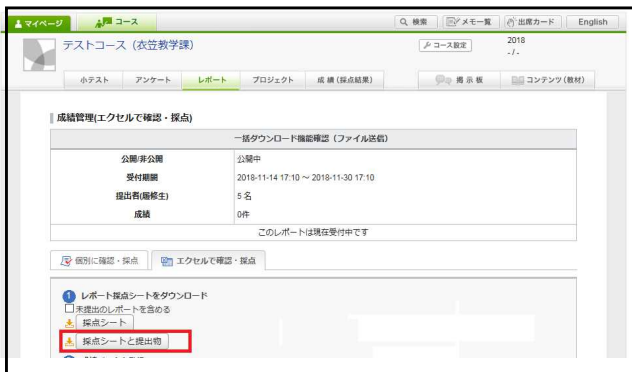 マイページ コース 検索 メモ一覧 出席カード English
テストコース (衣笠教学課) コース設定 2018
-/-
小テスト アンケート レポート プロジェクト 成績(採点結果) 掲示板 コンテンツ(教材)
成績管理(エクセルで確認・採点)
一括ダウンロード機能確認(ファイル送信)
公開/非公開 公開中
受付期間 2018-11-14 17:10 ~ 2018-11-30 17:10
提出者(履修生) 5 名
成績 0件
このレポートは現在受付中です
個別に確認・採点 エクセルで確認・採点
1 レポート採点シートをダウンロード
未提出のレポートを含める
採点シート
採点シートと提出物